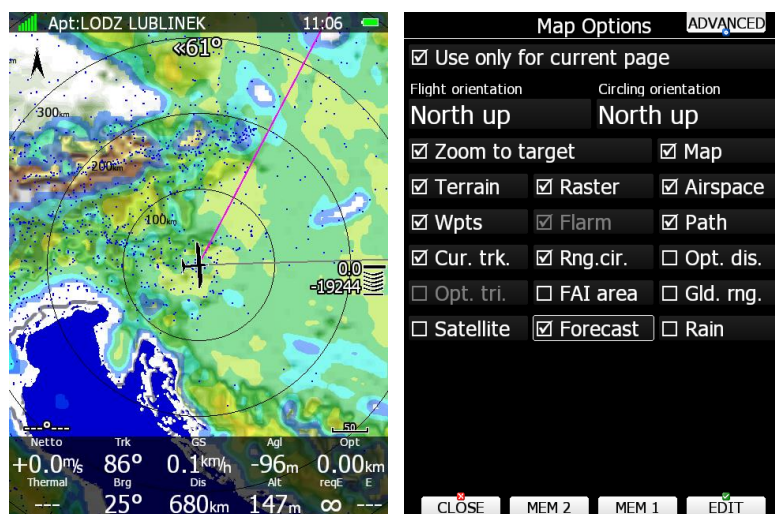 Apt:LODZ LUBLINEK 11:06
«61°
300km
200km
100km
0.0
-19244
---°---
50
Netto Trk GS Agl Opt
+0.0m/s 86° 0.1km/h -96m 0.00km
Thermal Brg Dis Alt reqE E
--- 25° 680km 147m ∞ ---
Map Options ADVANCED
Use only for current page
Flight orientation Circling orientation
North up North up
Zoom to target Map
Terrain Raster Airspace
Wpts Flarm Path
Cur. trk. Rng.cir. Opt. dis.
Opt. tri. FAI area Gld. rng.
Satellite Forecast Rain
CLOSE MEM 2 MEM 1 EDIT